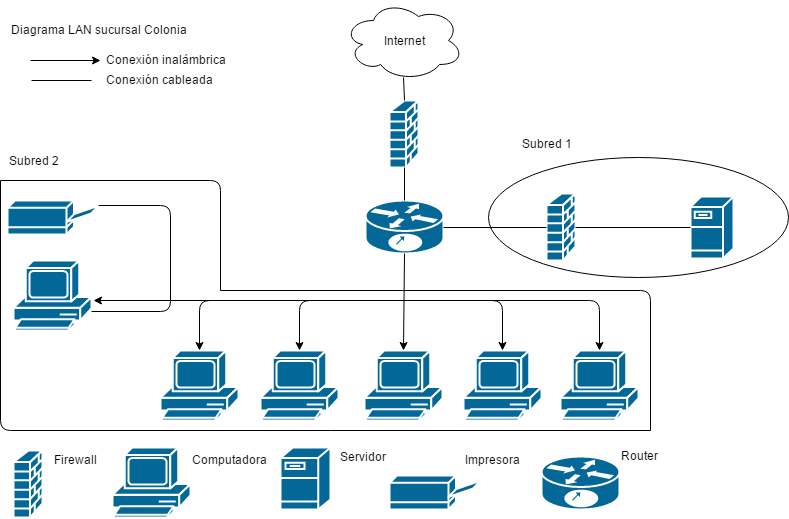 Diagrama LAN sucursal Colonia
Internet
Conexión inalámbrica
Conexión cableada
Subred 1
Subred 2
Firewall
Computadora
Servidor
Impresora
Router